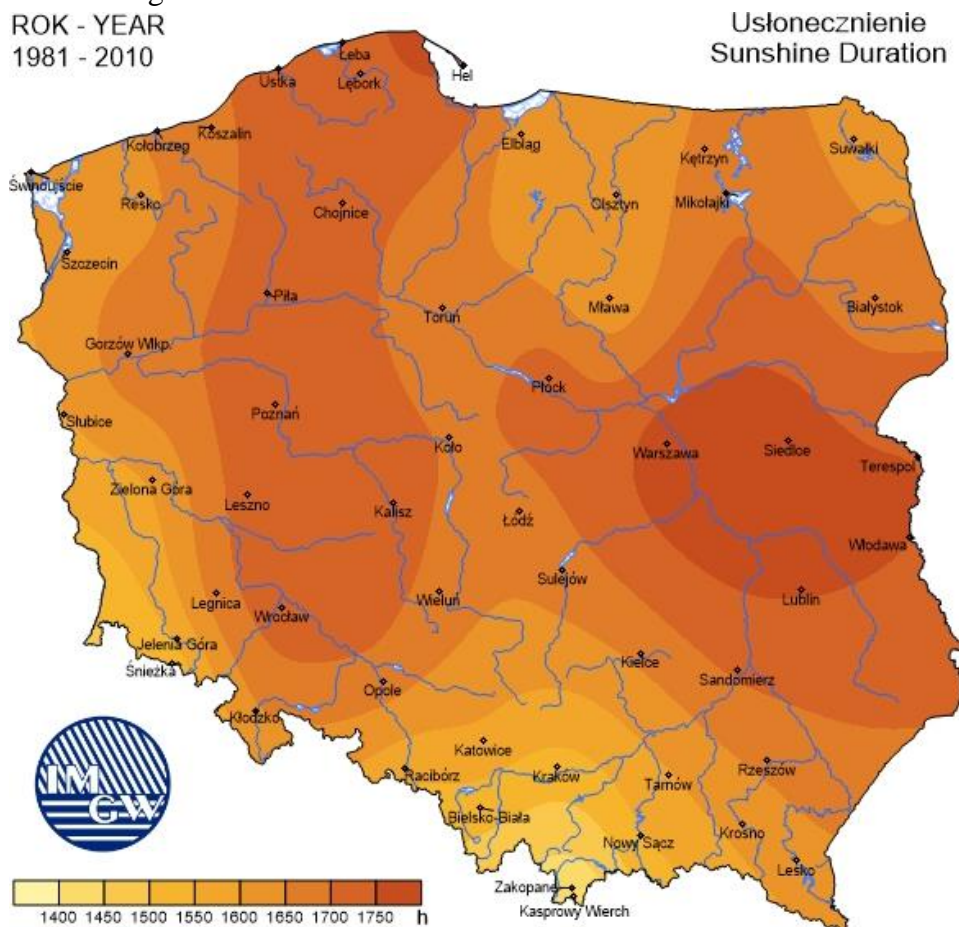 ROK - YEAR
1981 - 2010
Usłonecznienie
Sunshine Duration
Łeba
Hel
Ustka
Lębork
Koszalin
Kołobrzeg
Elbląg
Suwałki
Kętrzyn
Świnoujście
Resko
Chojnice
Olsztyn
Mikołajki
Szczecin
Piła
Toruń
Mława
Białystok
Gorzów Wlkp.
Płock
Słubice
Poznań
Koło
Warszawa
Siedlce
Terespol
Zielona Góra
Leszno
Kalisz
Łódź
Włodawa
Sulejów
Legnica
Wrocław
Wieluń
Lublin
Jelenia Góra
Śnieżka
Kielce
Sandomierz
Opole
Kłodzko
Katowice
Racibórz
Kraków
Tarnów
Rzeszów
Bielsko-Biała
Nowy Sącz
Krosno
Lesko
Zakopane
Kasprowy Wierch
IM
GW
1400 1450 1500 1550 1600 1650 1700 1750 h